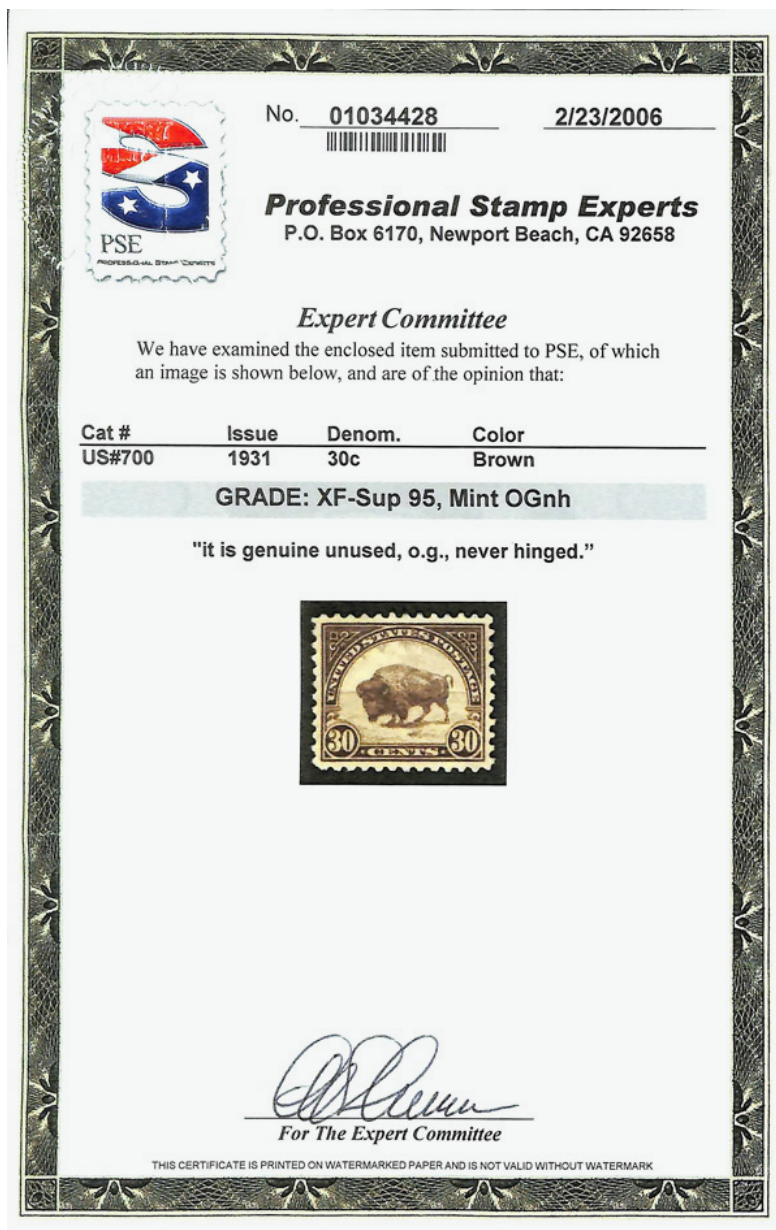 No. 01034428 2/23/2006
PSE
PROFESSIONAL STAMP EXPERTS
Professional Stamp Experts
P.O. Box 6170, Newport Beach, CA 92658
Expert Committee
We have examined the enclosed item submitted to PSE, of which
an image is shown below, and are of the opinion that:
Cat # Issue Denom. Color
US#700 1931 30c Brown
GRADE: XF-Sup 95, Mint OGnh
"it is genuine unused, o.g., never hinged.”
UNITED STATES POSTAGE
30 CENTS 30
For The Expert Committee
THIS CERTIFICATE IS PRINTED ON WATERMARKED PAPER AND IS NOT VALID WITHOUT WATERMARK